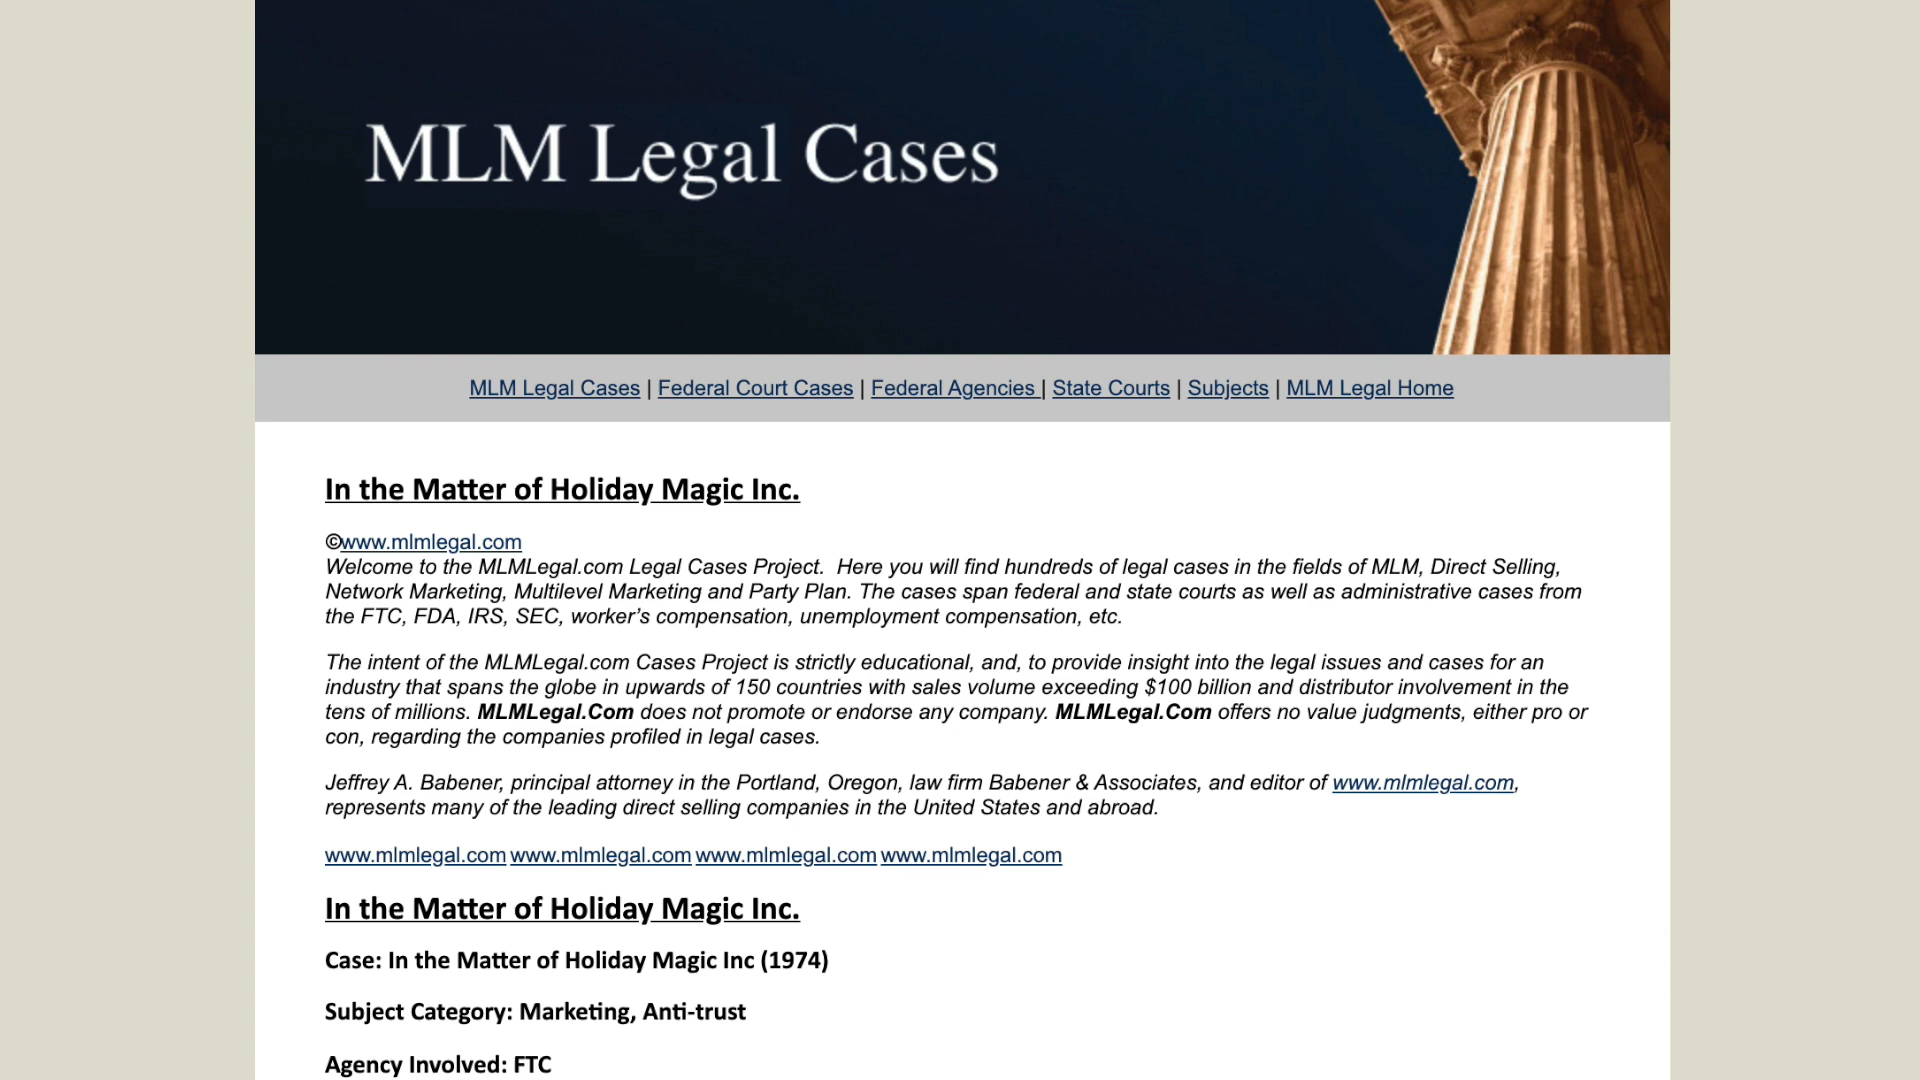 MLM Legal Cases
MLM Legal Cases | Federal Court Cases | Federal Agencies | State Courts | Subjects | MLM Legal Home
In the Matter of Holiday Magic Inc.
©www.mlmlegal.com
Welcome to the MLMLegal.com Legal Cases Project.  Here you will find hundreds of legal cases in the fields of MLM, Direct Selling,
Network Marketing, Multilevel Marketing and Party Plan. The cases span federal and state courts as well as administrative cases from
the FTC, FDA, IRS, SEC, worker’s compensation, unemployment compensation, etc.
The intent of the MLMLegal.com Cases Project is strictly educational, and, to provide insight into the legal issues and cases for an
industry that spans the globe in upwards of 150 countries with sales volume exceeding $100 billion and distributor involvement in the
tens of millions. MLMLegal.Com does not promote or endorse any company. MLMLegal.Com offers no value judgments, either pro or
con, regarding the companies profiled in legal cases.
Jeffrey A. Babener, principal attorney in the Portland, Oregon, law firm Babener & Associates, and editor of www.mlmlegal.com,
represents many of the leading direct selling companies in the United States and abroad.
www.mlmlegal.com www.mlmlegal.com www.mlmlegal.com www.mlmlegal.com
In the Matter of Holiday Magic Inc.
Case: In the Matter of Holiday Magic Inc (1974)
Subject Category: Marketing, Anti-trust
Agency Involved: FTC